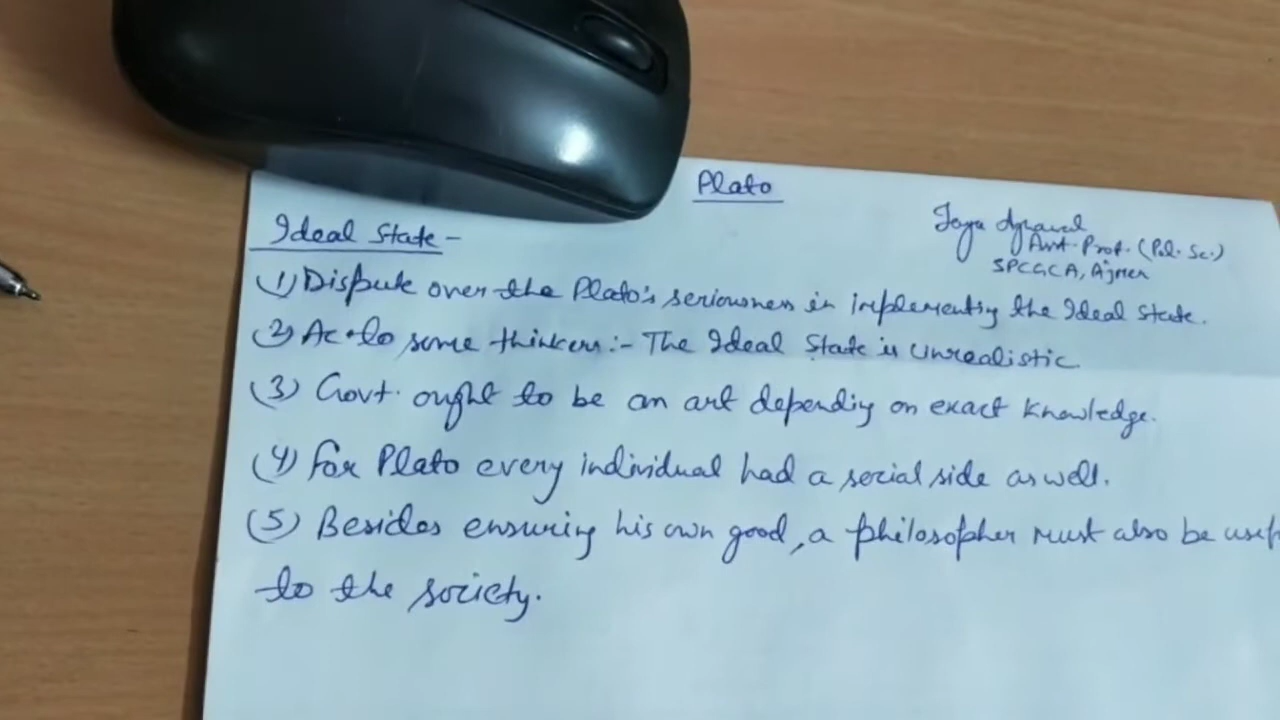 Plato
Jaya Agrawal
Asst. Prof. (Pol. Sc.)
SPCGCA, Ajmer
Ideal State -
(1) Dispute over the Plato's seriousness in implementing the Ideal State.
(2) Ac. to some thinkers :- The Ideal State is Unrealistic.
(3) Govt. ought to be an art depending on exact Knowledge.
(4) For Plato every individual had a social side as well.
(5) Besides ensuring his own good, a philosopher must also be usef
to the society.